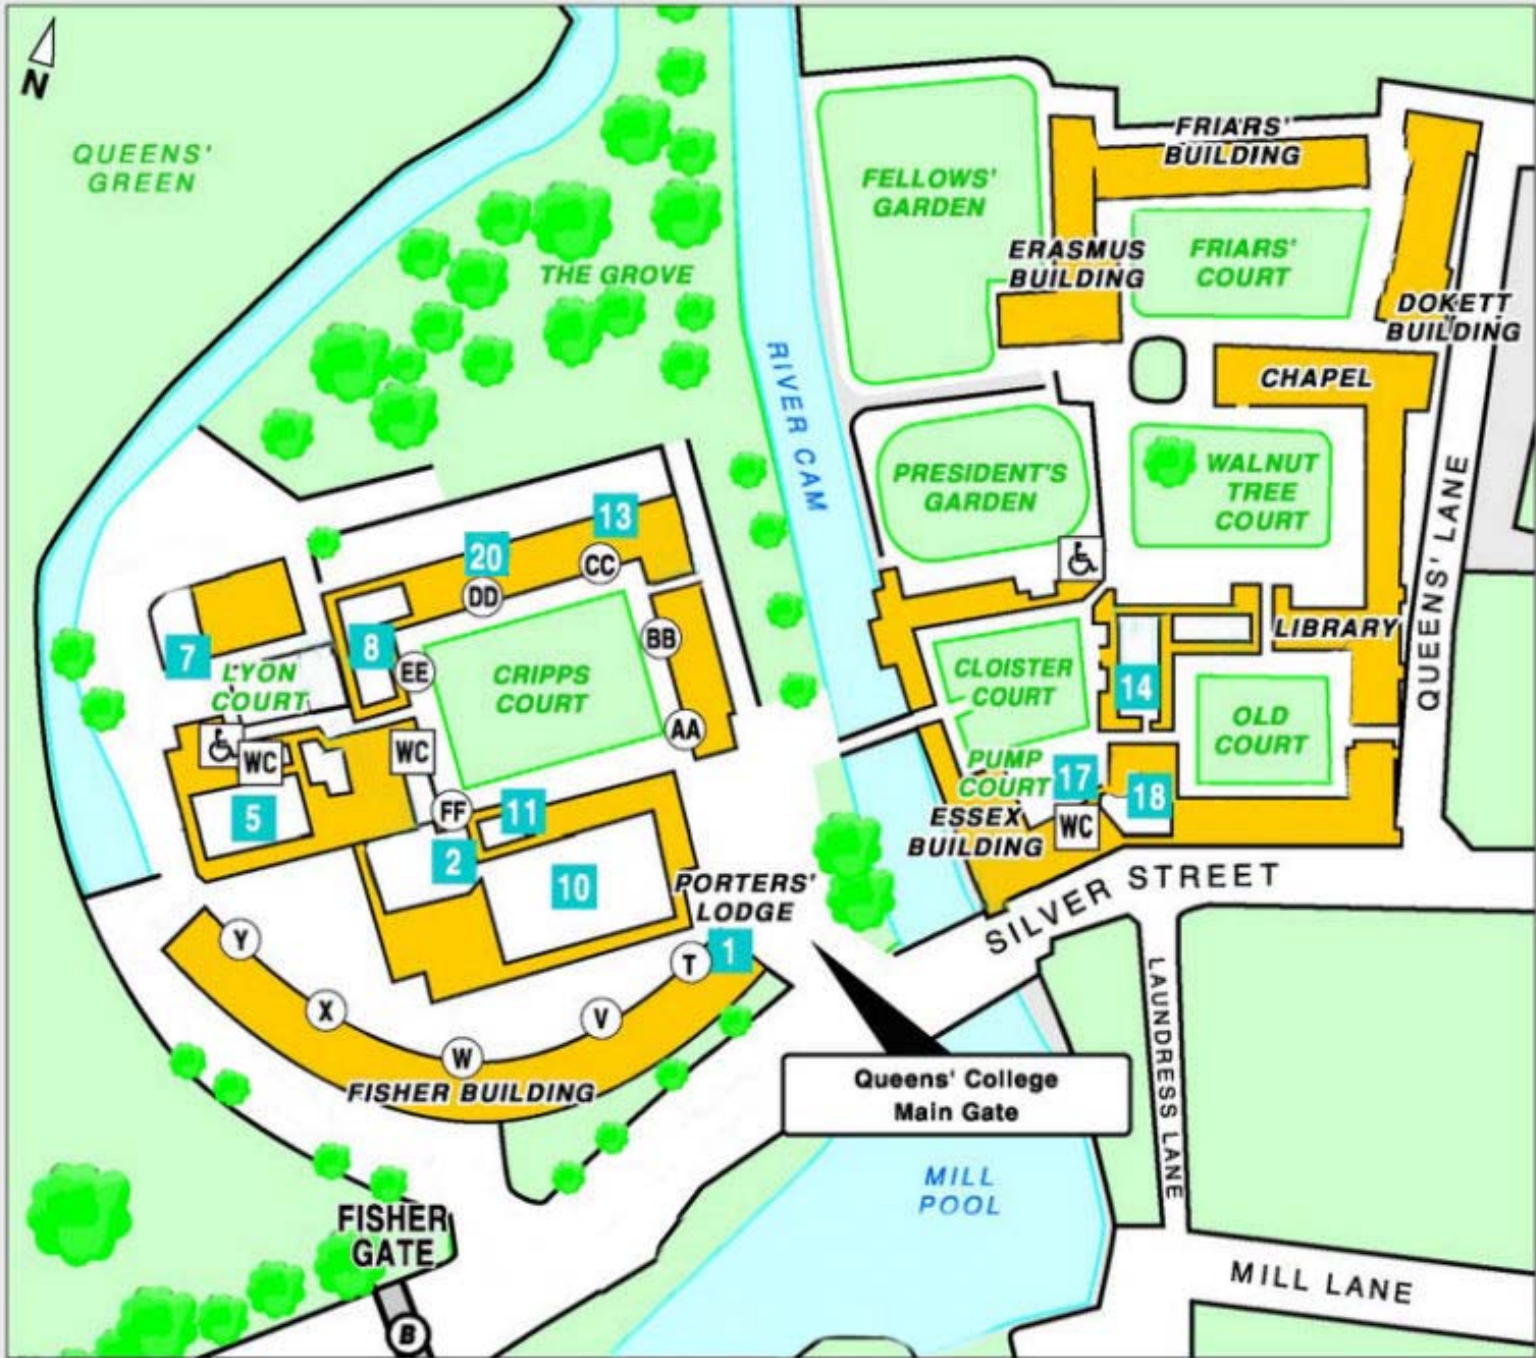 N
QUEENS'
GREEN
FELLOWS'
GARDEN
FRIARS'
BUILDING
ERASMUS
BUILDING
FRIARS'
COURT
DOKETT
BUILDING
THE GROVE
RIVER CAM
CHAPEL
PRESIDENT'S
GARDEN
WALNUT
TREE
COURT
QUEENS' LANE
13
20
CC
DD
7
8
EE
BB
LYON
COURT
CRIPPS
COURT
AA
CLOISTER
COURT
14
LIBRARY
OLD
COURT
WC
WC
5
FF
11
2
10
PUMP
COURT
17
18
ESSEX
BUILDING
WC
PORTERS'
LODGE
1
SILVER STREET
Y
X
W
V
T
FISHER BUILDING
LAUNDRESS LANE
Queens' College
Main Gate
MILL
POOL
FISHER
GATE
B
MILL LANE